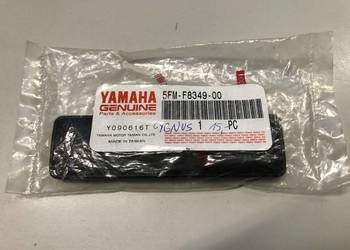 YAMAHA
GENUINE
Parts & Accessories
5FM-F8349-00
Y090616T CYGNUS 1 15 PC
YAMAHA MOTOR TAIWAN CO.,LTD
MADE IN TAIWAN